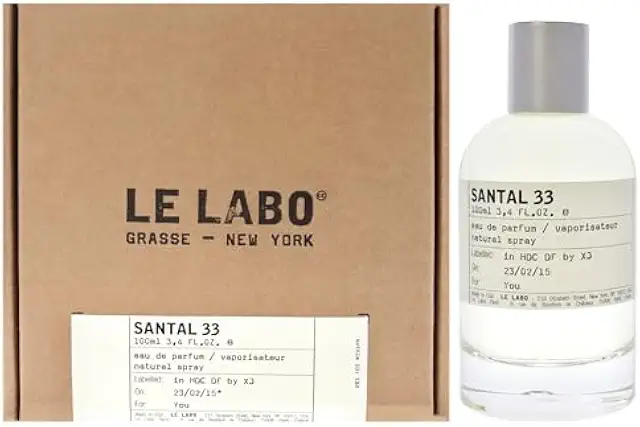 LE LABO
GRASSE — NEW YORK
SANTAL 33
100ml 3,4 FL.OZ. ℮
eau de parfum / vaporisateur
natural spray
Labelled: in HDC DF by XJ
On: 23/02/15*
For: You
LE LABO
SANTAL 33
100ml 3,4 FL.OZ. ℮
eau de parfum / vaporisateur
natural spray
Labelled: in HDC DF by XJ
On: 23/02/15
For: You
LE LABO